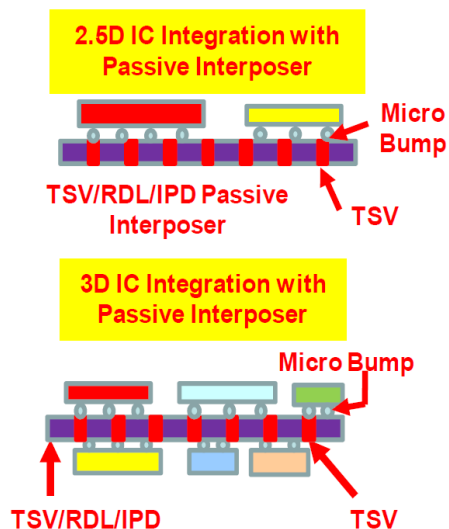 2.5D IC Integration with
Passive Interposer
Micro
Bump
TSV/RDL/IPD Passive
Interposer
TSV
3D IC Integration with
Passive Interposer
Micro Bump
TSV/RDL/IPD
TSV